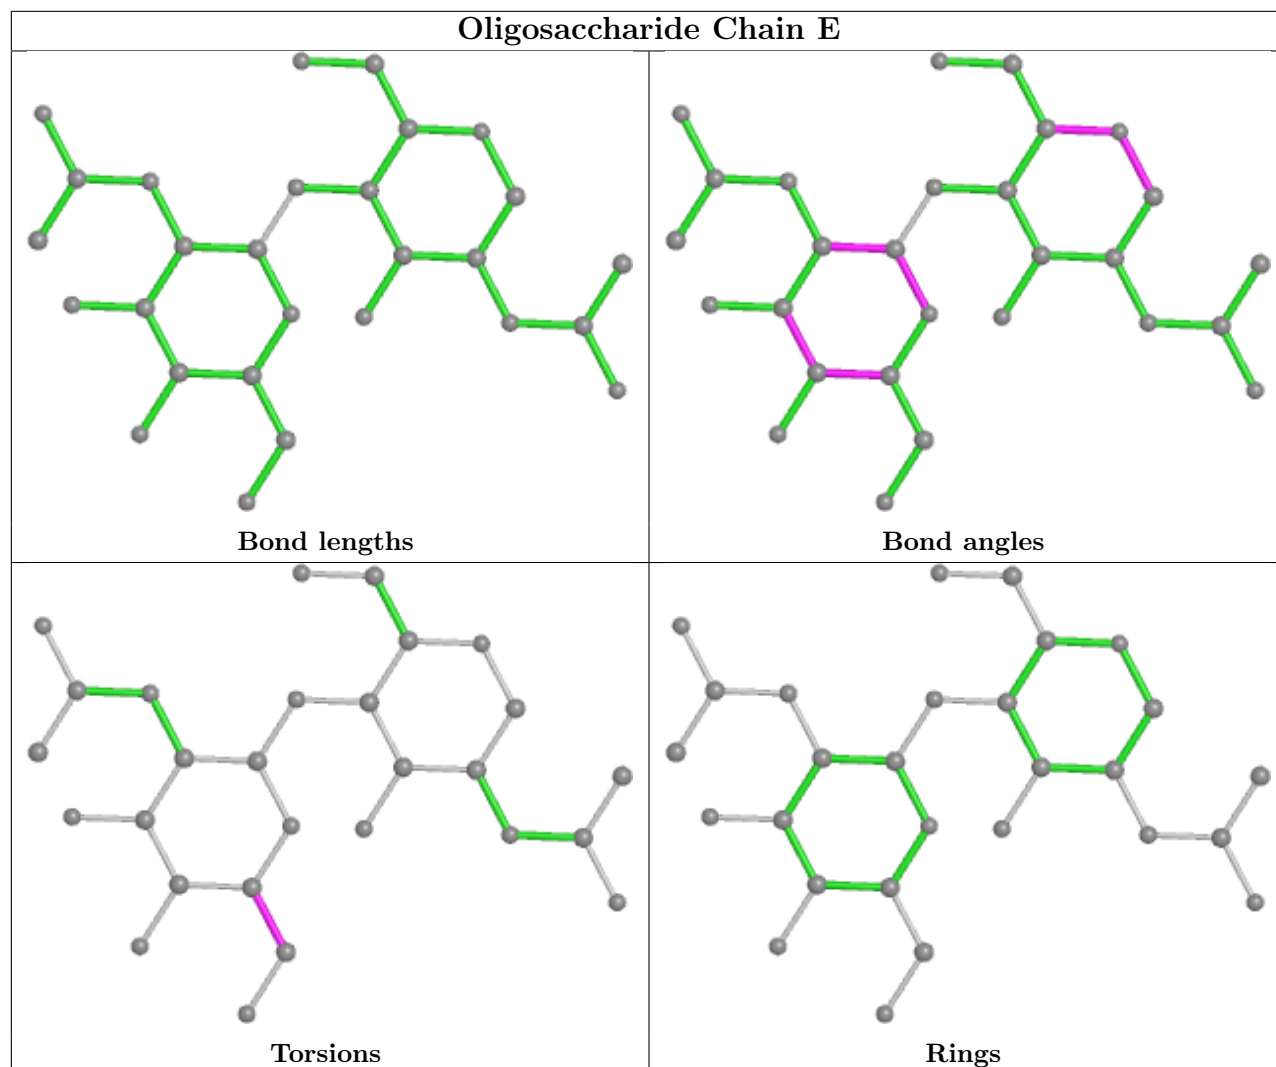 Oligosaccharide Chain E
Bond lengths
Bond angles
Torsions
Rings